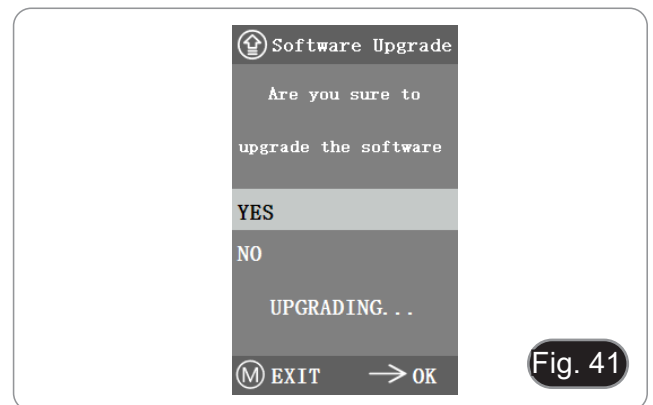 Software Upgrade
Are you sure to
upgrade the software
YES
NO
UPGRADING...
M EXIT → OK
Fig. 41